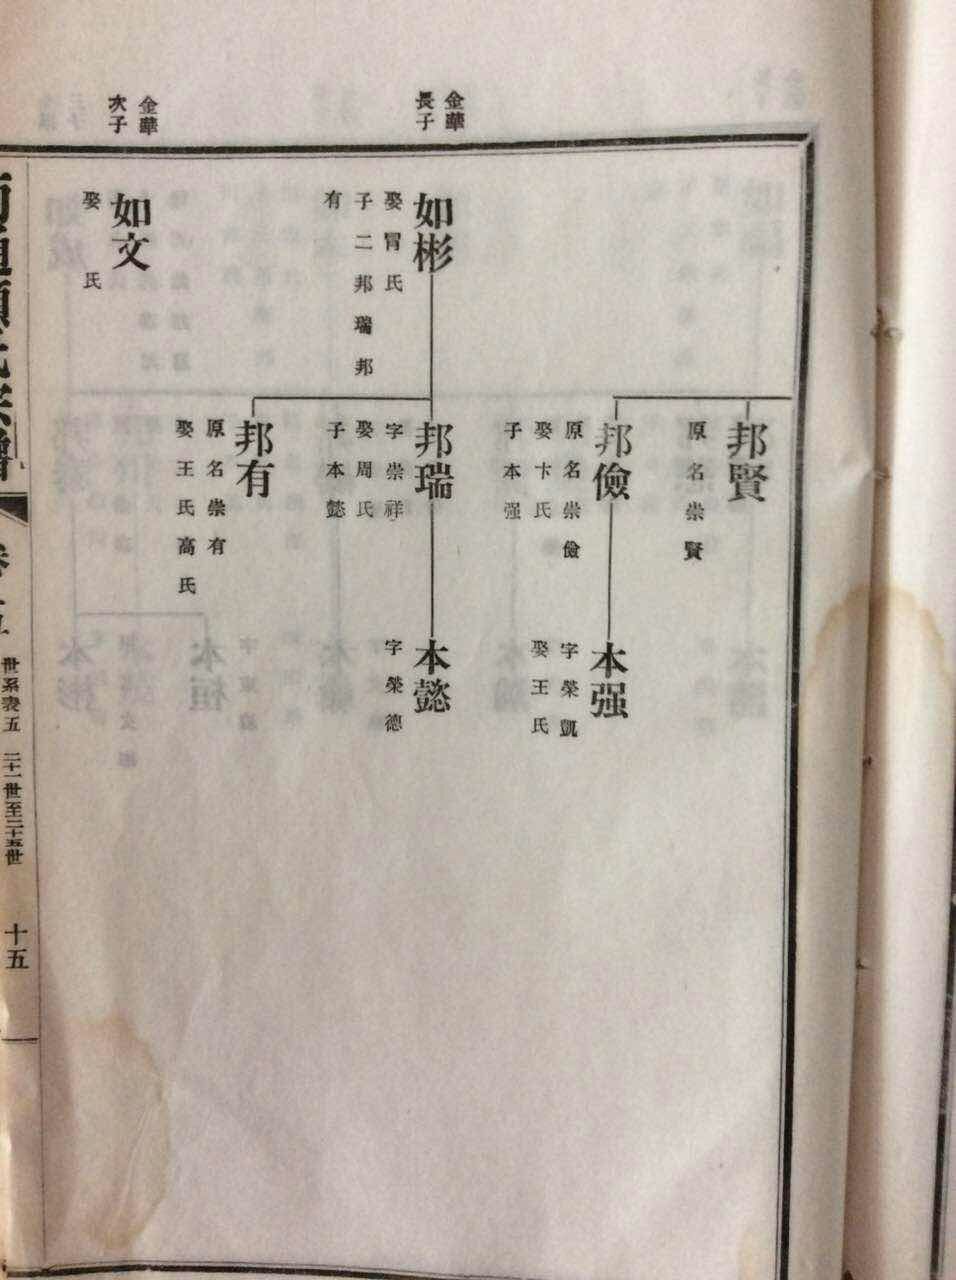 邦賢
原名崇賢
邦儉
原名崇儉
娶卞氏
子本强
本强
字榮凱
娶王氏
金華
長子
如彬
娶冒氏
子二邦瑞邦
有
邦瑞
字崇祥
娶周氏
子本懿
本懿
字榮德
邦有
原名崇有
娶王氏高氏
金華
次子
如文
娶 氏
氏宗譜
世系表五 二十一世至二十五世
十五